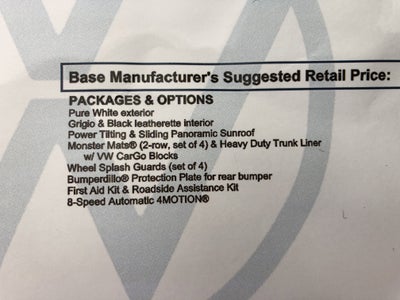 Base Manufacturer's Suggested Retail Price:
PACKAGES & OPTIONS
Pure White exterior
Grigio & Black leatherette interior
Power Tilting & Sliding Panoramic Sunroof
Monster Mats® (2-row, set of 4) & Heavy Duty Trunk Liner
w/ VW CarGo Blocks
Wheel Splash Guards (set of 4)
Bumperdillo® Protection Plate for rear bumper
First Aid Kit & Roadside Assistance Kit
8-Speed Automatic 4MOTION®